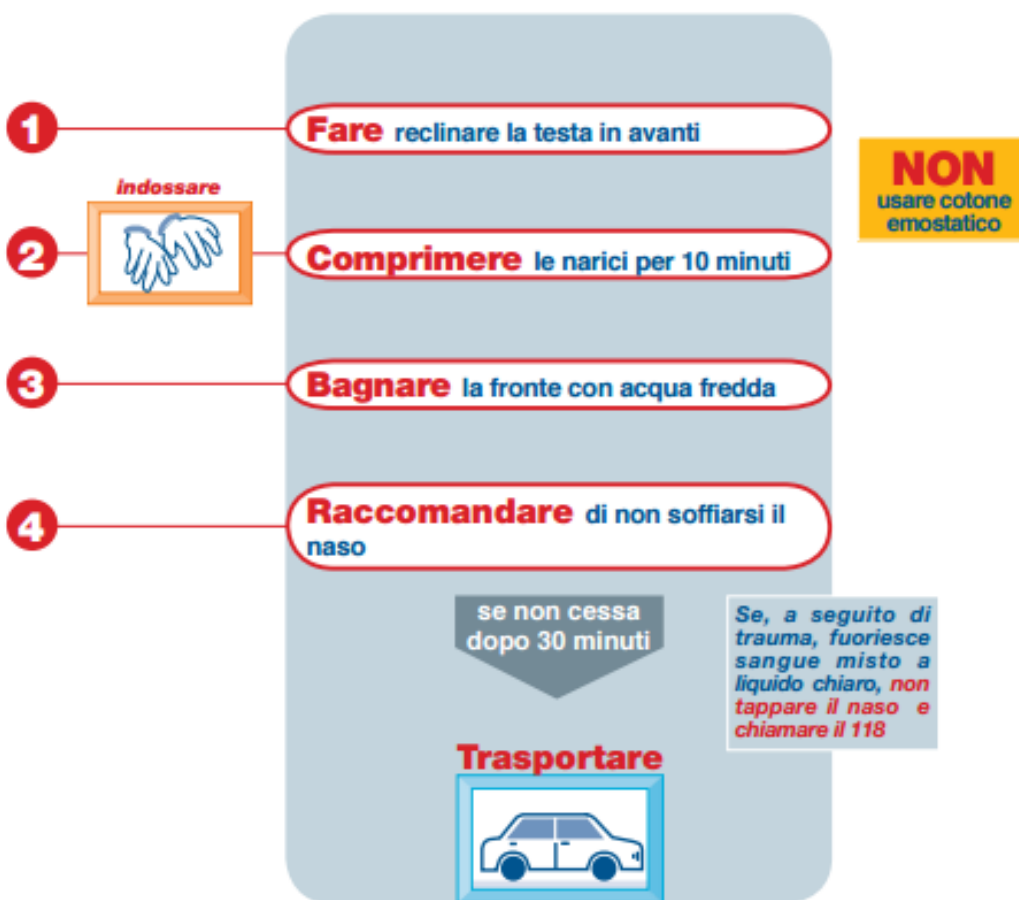 1
Fare reclinare la testa in avanti
NON
usare cotone
emostatico
indossare
2
Comprimere le narici per 10 minuti
3
Bagnare la fronte con acqua fredda
4
Raccomandare di non soffiarsi il
naso
se non cessa
dopo 30 minuti
Se, a seguito di
trauma, fuoriesce
sangue misto a
liquido chiaro, non
tappare il naso e
chiamare il 118
Trasportare